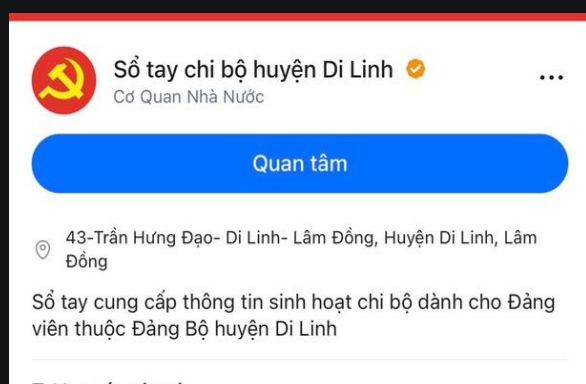 Sổ tay chi bộ huyện Di Linh
Cơ Quan Nhà Nước
Quan tâm
43-Trần Hưng Đạo- Di Linh- Lâm Đồng, Huyện Di Linh, Lâm
Đồng
Sổ tay cung cấp thông tin sinh hoạt chi bộ dành cho Đảng
viên thuộc Đảng Bộ huyện Di Linh